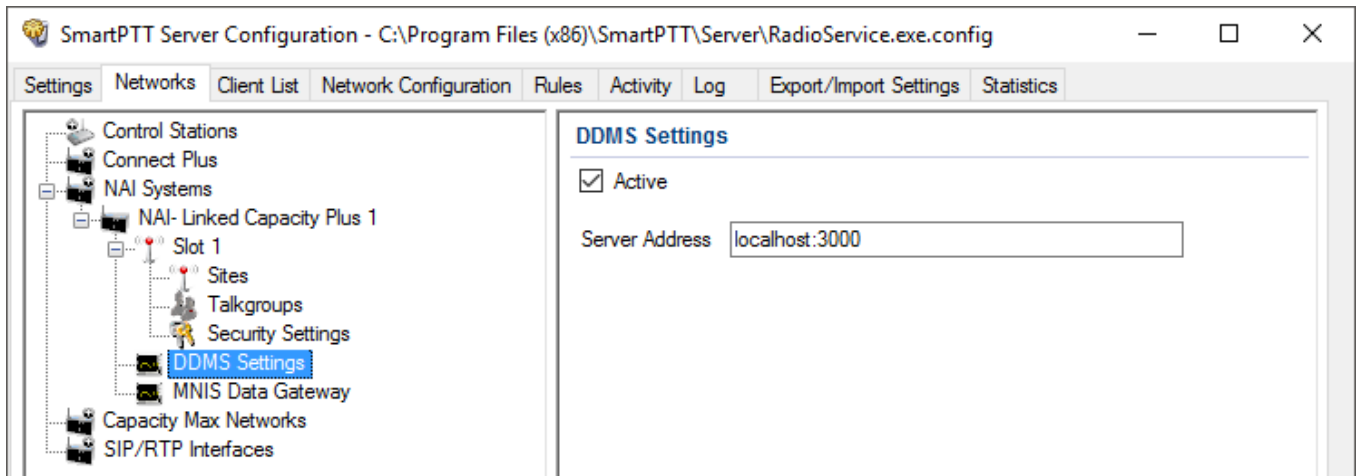 SmartPTT Server Configuration - C:\Program Files (x86)\SmartPTT\Server\RadioService.exe.config
Settings Networks Client List Network Configuration Rules Activity Log Export/Import Settings Statistics
Control Stations
Connect Plus
NAI Systems
NAI- Linked Capacity Plus 1
Slot 1
Sites
Talkgroups
Security Settings
DDMS Settings
MNIS Data Gateway
Capacity Max Networks
SIP/RTP Interfaces
DDMS Settings
Active
Server Address localhost:3000